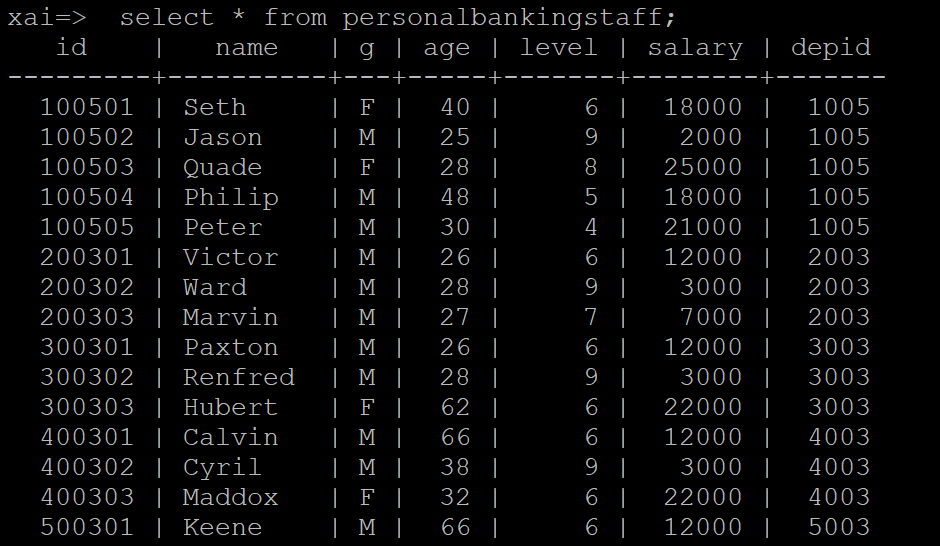 xai=>  select * from personalbankingstaff;
   id    |   name    | g | age | level | salary | depid
---------+-----------+---+-----+-------+--------+-------
  100501 | Seth      | F |  40 |     6 |  18000 |  1005
  100502 | Jason     | M |  25 |     9 |   2000 |  1005
  100503 | Quade     | F |  28 |     8 |  25000 |  1005
  100504 | Philip    | M |  48 |     5 |  18000 |  1005
  100505 | Peter     | M |  30 |     4 |  21000 |  1005
  200301 | Victor    | M |  26 |     6 |  12000 |  2003
  200302 | Ward      | M |  28 |     9 |   3000 |  2003
  200303 | Marvin    | M |  27 |     7 |   7000 |  2003
  300301 | Paxton    | M |  26 |     6 |  12000 |  3003
  300302 | Renfred   | M |  28 |     9 |   3000 |  3003
  300303 | Hubert    | F |  62 |     6 |  22000 |  3003
  400301 | Calvin    | M |  66 |     6 |  12000 |  4003
  400302 | Cyril     | M |  38 |     9 |   3000 |  4003
  400303 | Maddox    | F |  32 |     6 |  22000 |  4003
  500301 | Keene     | M |  66 |     6 |  12000 |  5003